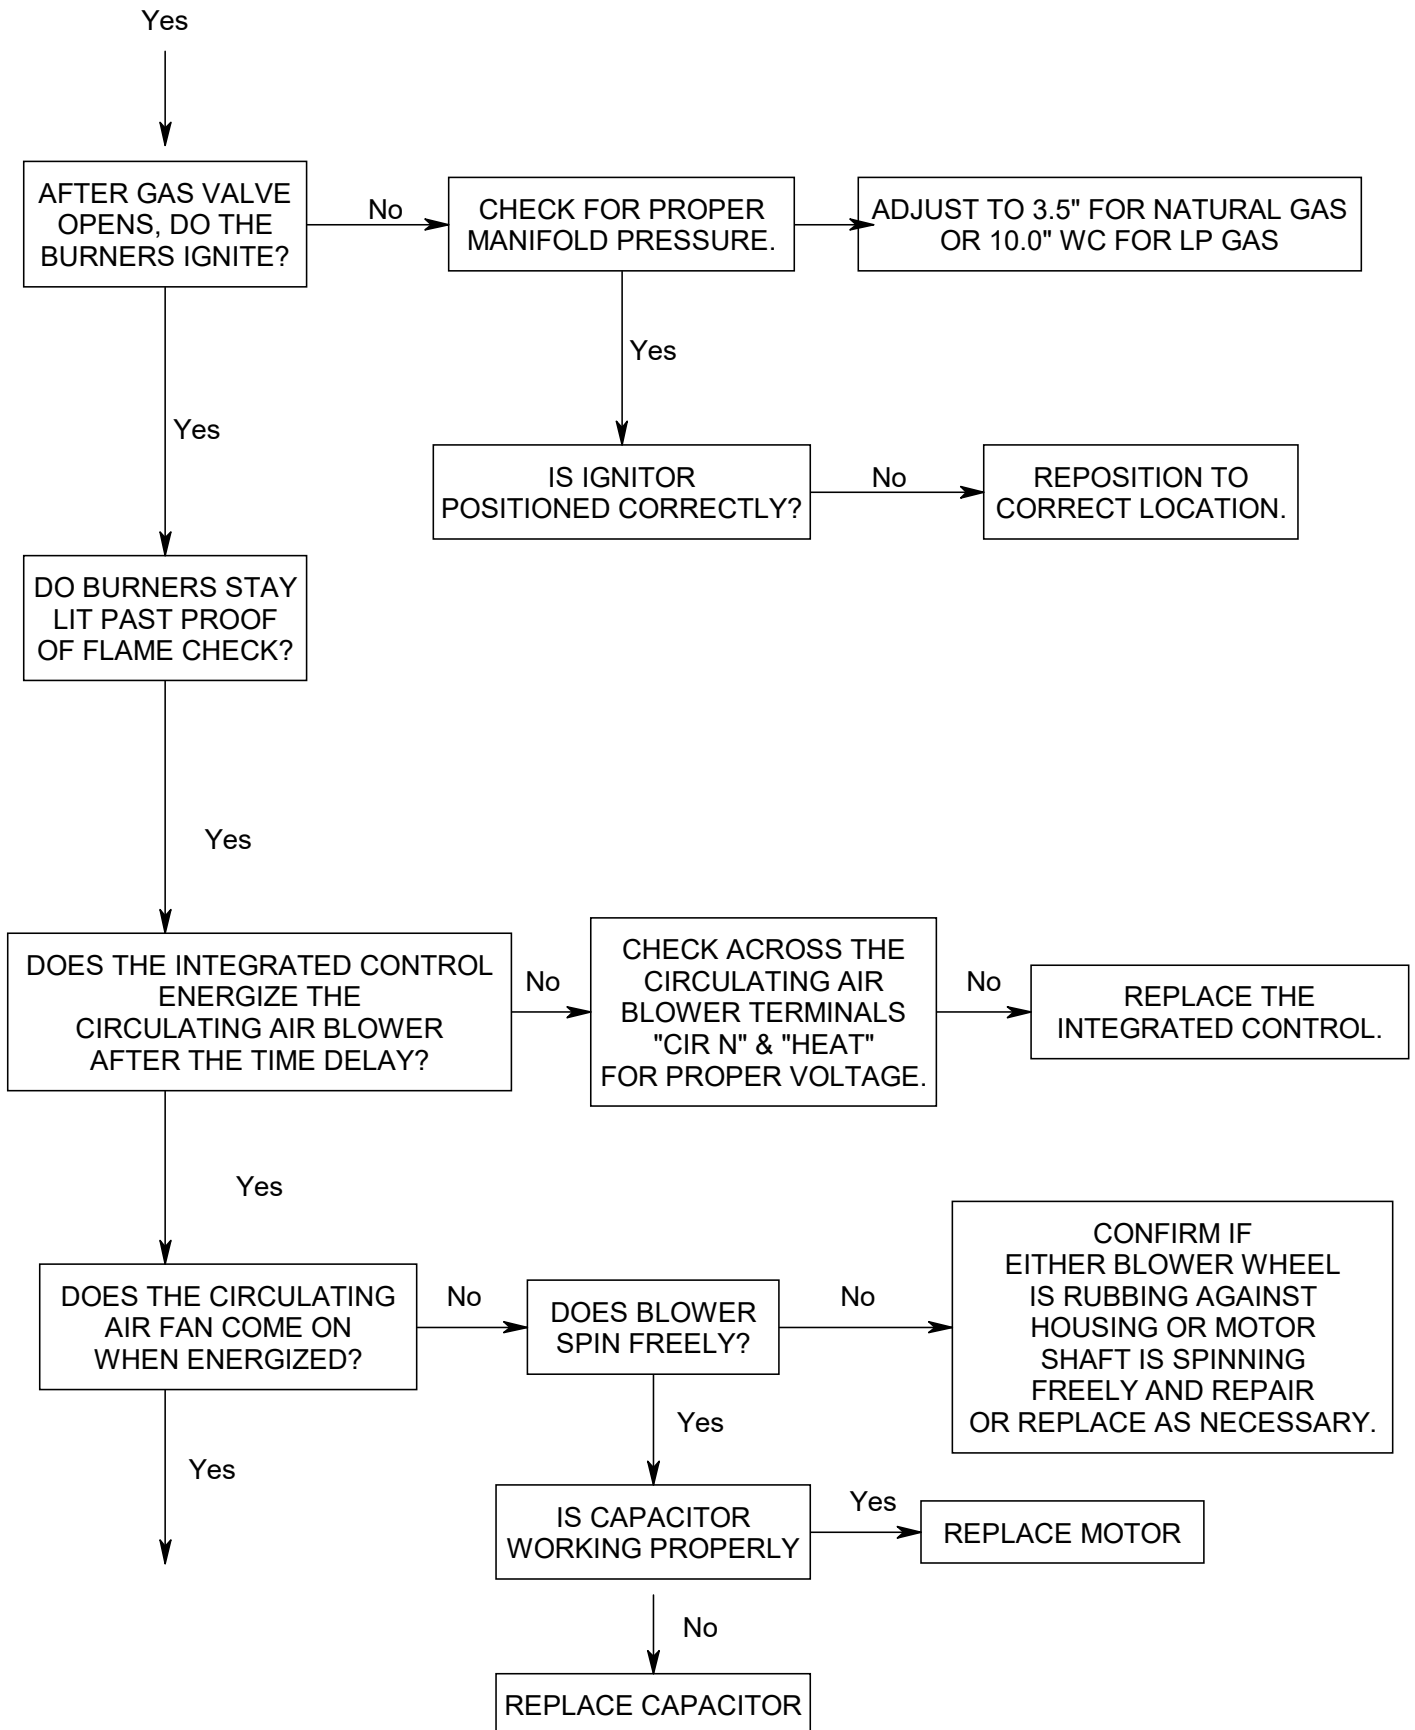 Yes
AFTER GAS VALVE
OPENS, DO THE
BURNERS IGNITE?
No
CHECK FOR PROPER
MANIFOLD PRESSURE.
ADJUST TO 3.5" FOR NATURAL GAS
OR 10.0" WC FOR LP GAS
Yes
Yes
IS IGNITOR
POSITIONED CORRECTLY?
No
REPOSITION TO
CORRECT LOCATION.
DO BURNERS STAY
LIT PAST PROOF
OF FLAME CHECK?
Yes
DOES THE INTEGRATED CONTROL
ENERGIZE THE
CIRCULATING AIR BLOWER
AFTER THE TIME DELAY?
No
CHECK ACROSS THE
CIRCULATING AIR
BLOWER TERMINALS
"CIR N" & "HEAT"
FOR PROPER VOLTAGE.
No
REPLACE THE
INTEGRATED CONTROL.
Yes
DOES THE CIRCULATING
AIR FAN COME ON
WHEN ENERGIZED?
No
DOES BLOWER
SPIN FREELY?
No
CONFIRM IF
EITHER BLOWER WHEEL
IS RUBBING AGAINST
HOUSING OR MOTOR
SHAFT IS SPINNING
FREELY AND REPAIR
OR REPLACE AS NECESSARY.
Yes
Yes
IS CAPACITOR
WORKING PROPERLY
Yes
REPLACE MOTOR
No
REPLACE CAPACITOR